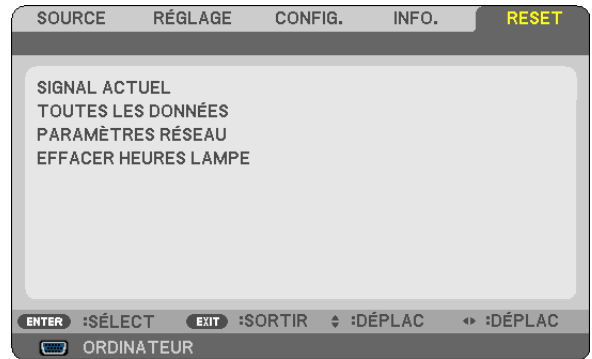 SOURCE RÉGLAGE CONFIG. INFO. RESET
SIGNAL ACTUEL
TOUTES LES DONNÉES
PARAMÈTRES RÉSEAU
EFFACER HEURES LAMPE
ENTER :SÉLECT EXIT :SORTIR :DÉPLAC :DÉPLAC
ORDINATEUR